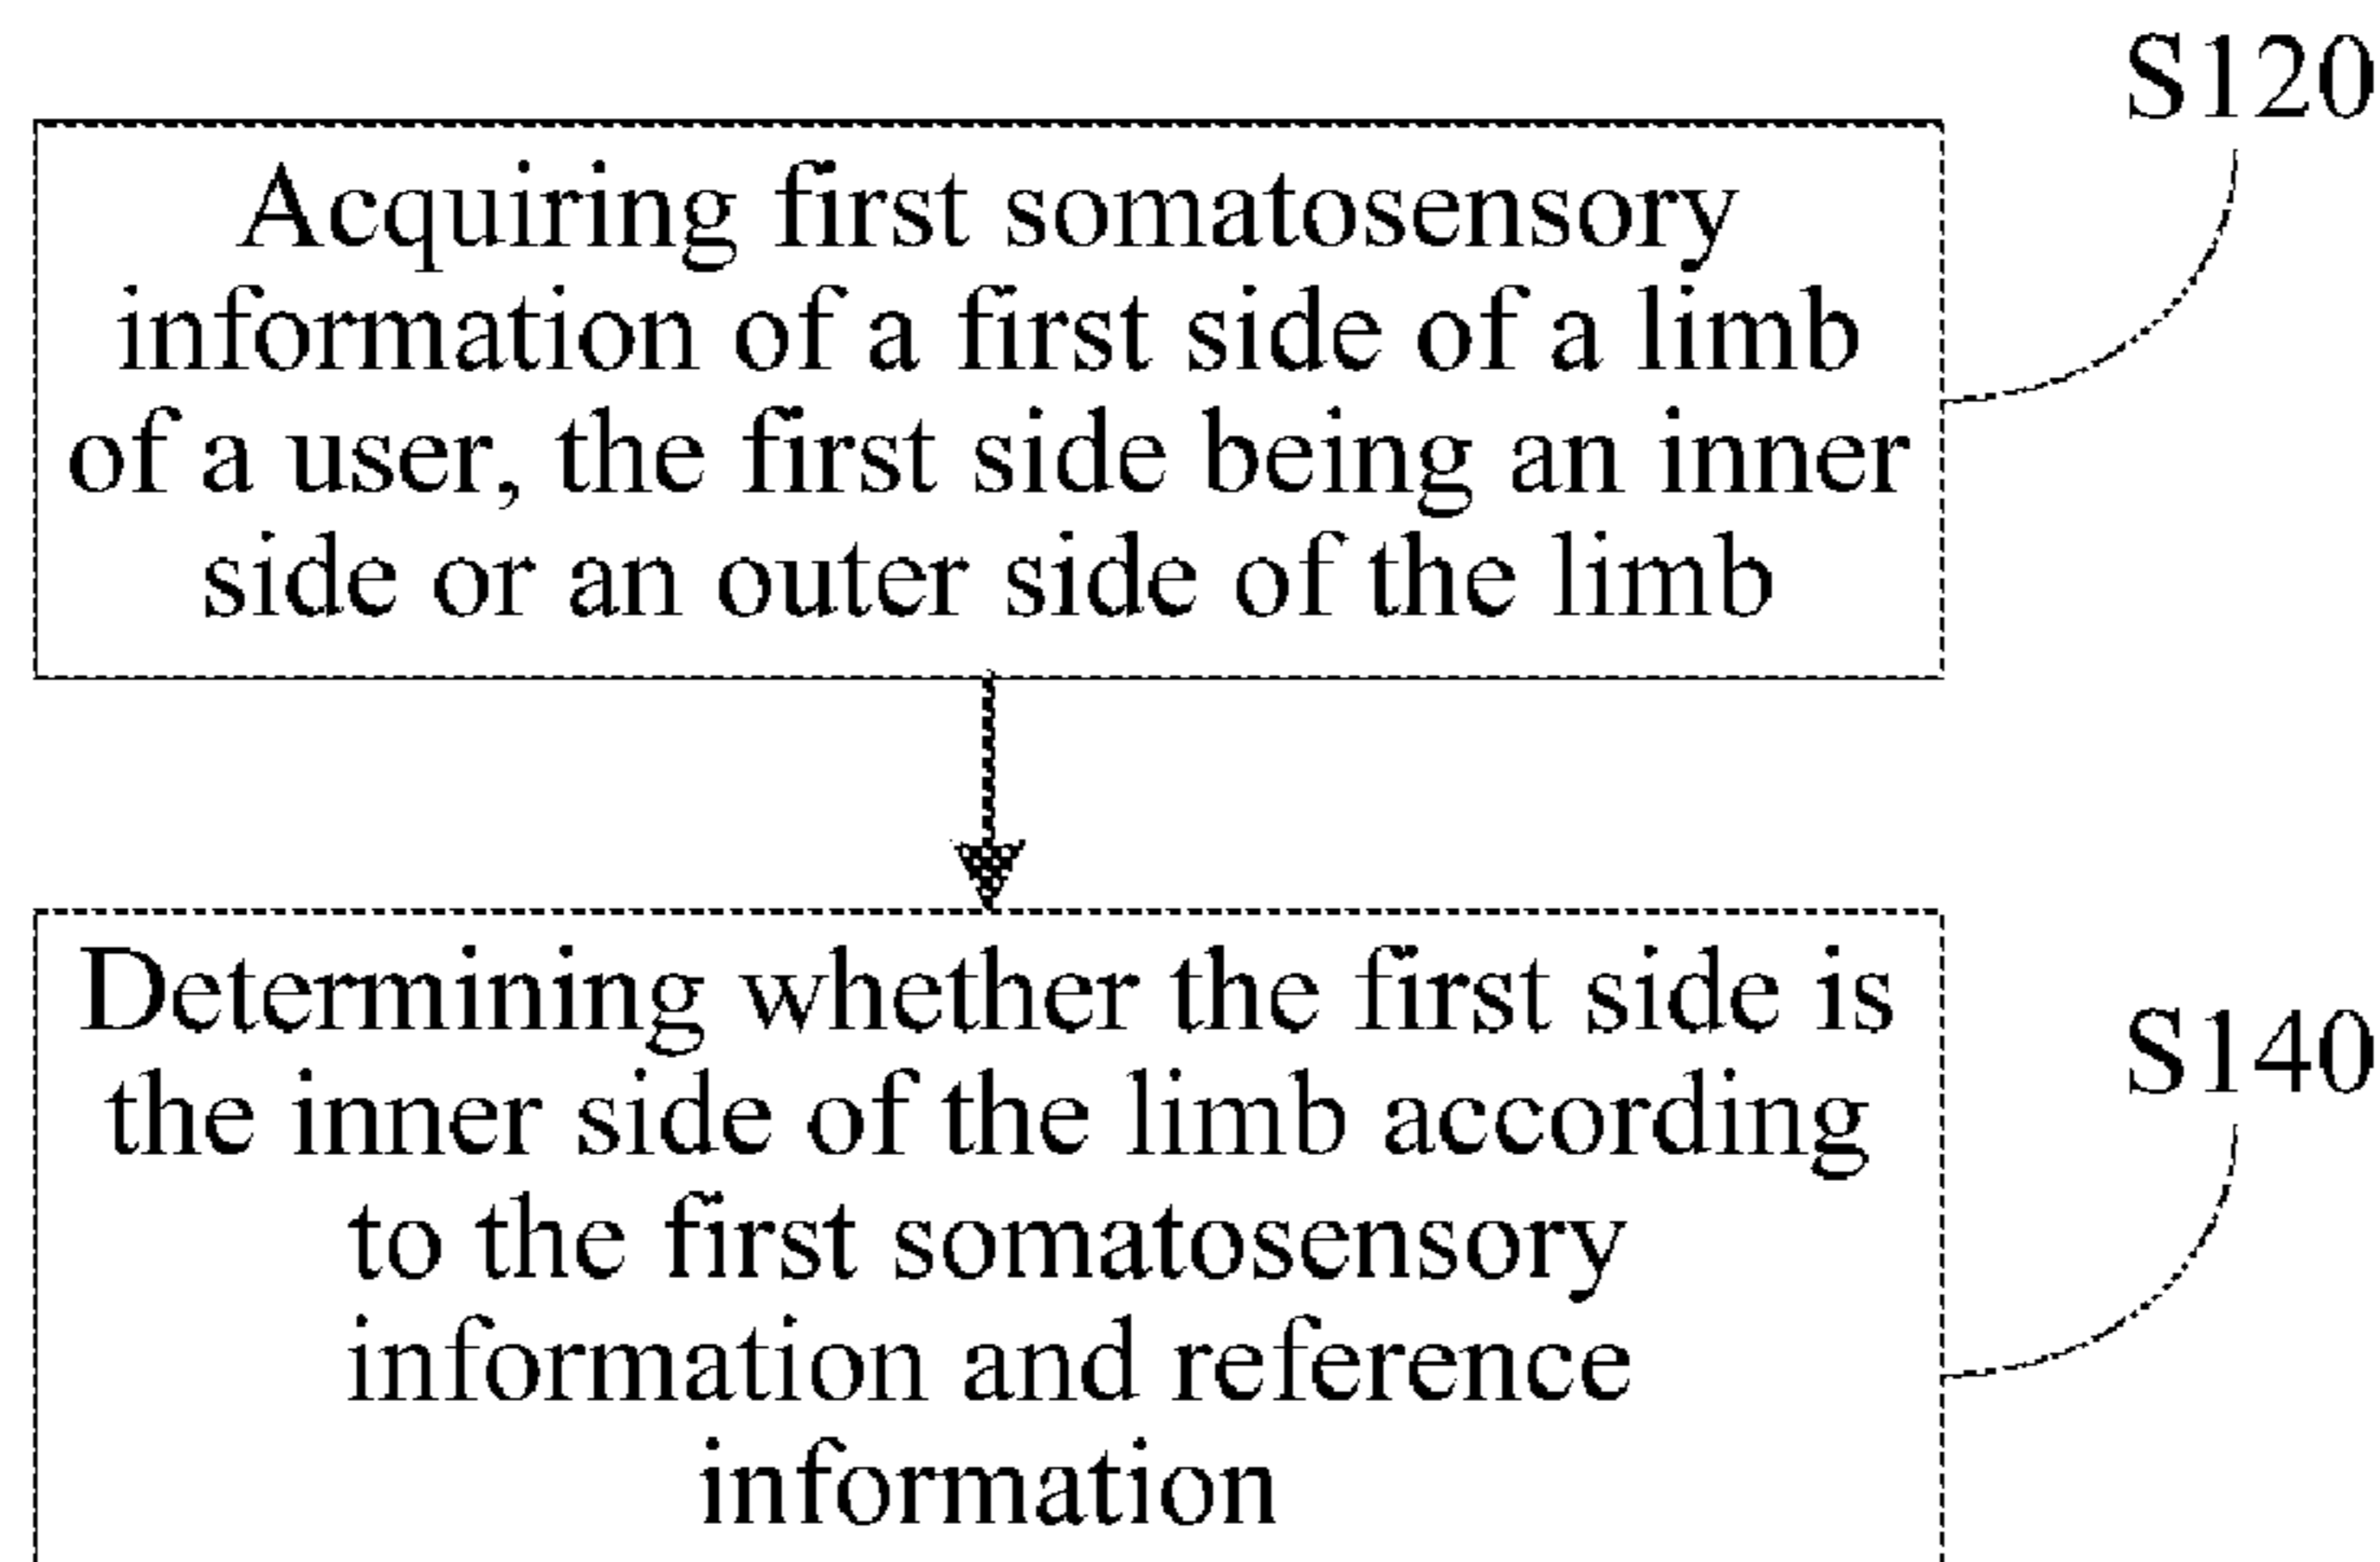 S120
Acquiring first somatosensory
information of a first side of a limb
of a user, the first side being an inner
side or an outer side of the limb
Determining whether the first side is
the inner side of the limb according
to the first somatosensory
information and reference
information
S140